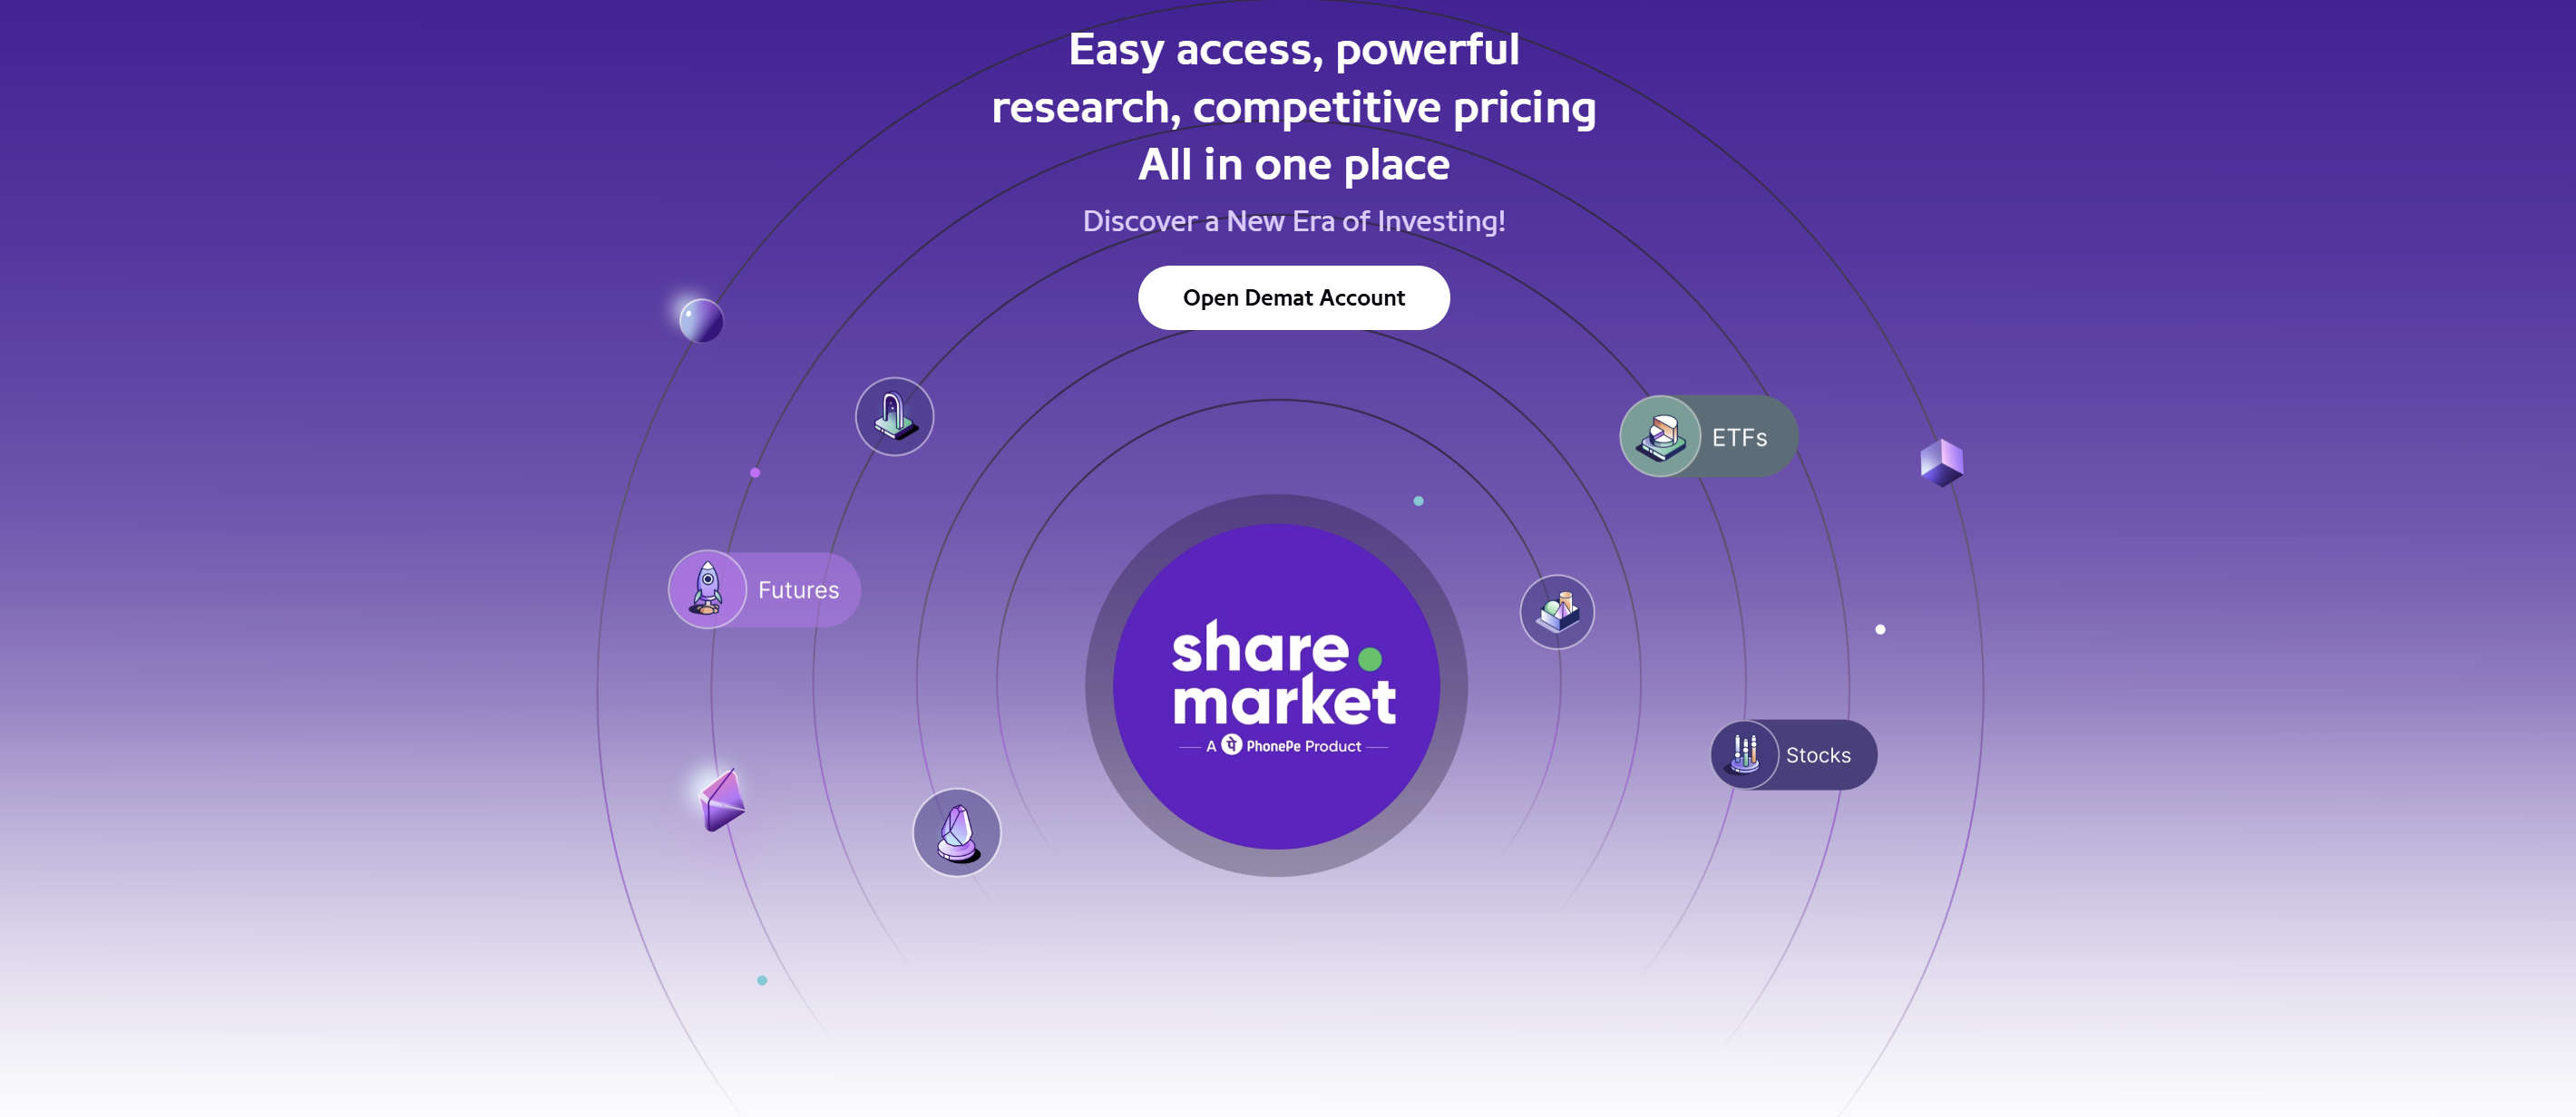 Easy access, powerful
research, competitive pricing
All in one place
Discover a New Era of Investing!
Open Demat Account
ETFs
Futures
share.
market
A पे PhonePe Product
Stocks